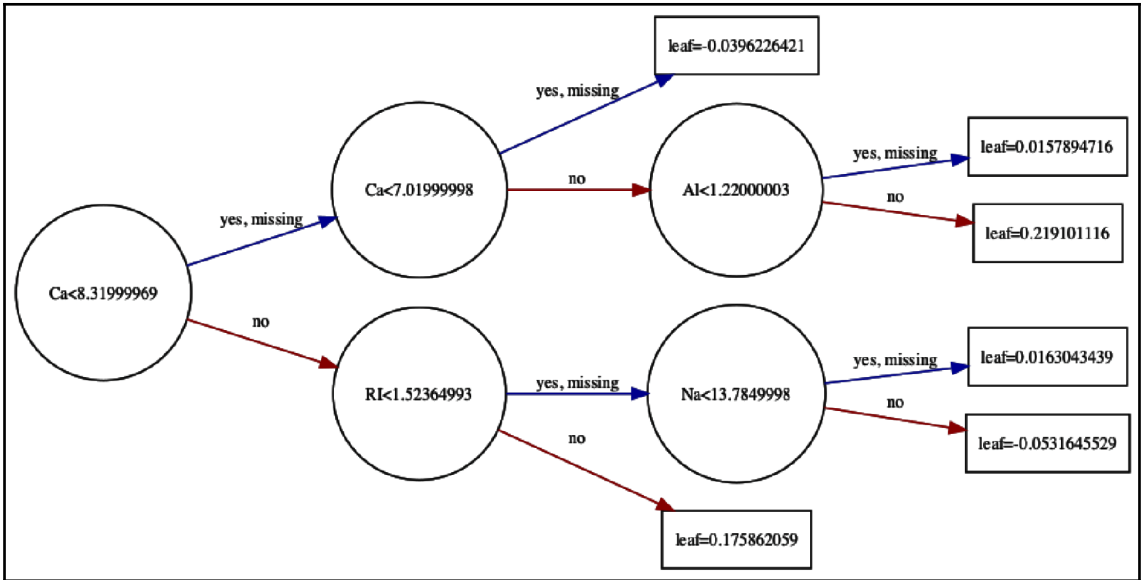 leaf=-0.0396226421
yes, missing
Ca<7.01999998
no
Al<1.22000003
yes, missing
leaf=0.0157894716
no
leaf=0.219101116
yes, missing
Ca<8.31999969
no
RI<1.52364993
yes, missing
Na<13.7849998
yes, missing
leaf=0.0163043439
no
leaf=-0.0531645529
no
leaf=0.175862059